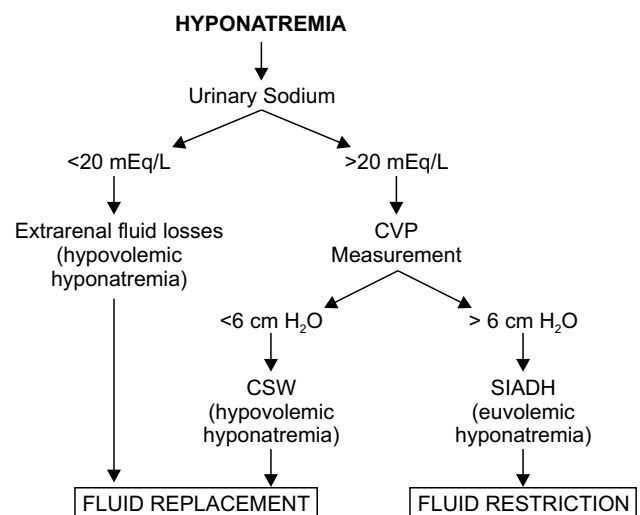 HYPONATREMIA
Urinary Sodium
<20 mEq/L
>20 mEq/L
Extrarenal fluid losses
(hypovolemic
hyponatremia)
CVP
Measurement
<6 cm H₂O
> 6 cm H₂O
CSW
(hypovolemic
hyponatremia)
SIADH
(euvolemic
hyponatremia)
FLUID REPLACEMENT
FLUID RESTRICTION